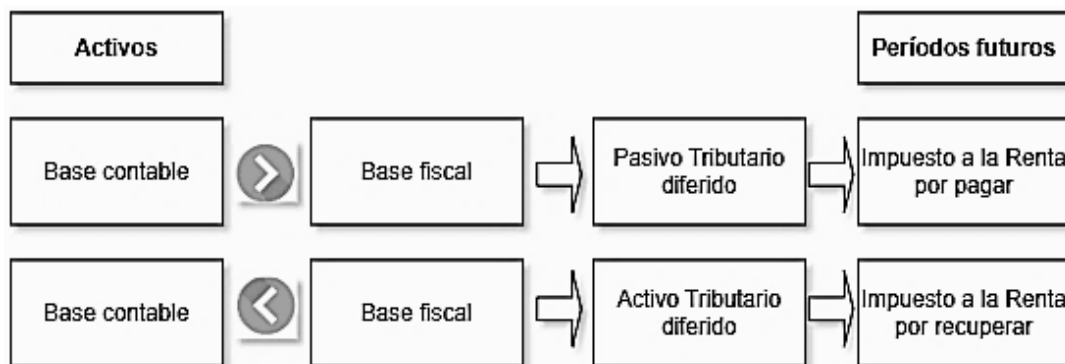 Activos
Períodos futuros
Base contable
Base fiscal
Pasivo Tributario
diferido
Impuesto a la Renta
por pagar
Base contable
Base fiscal
Activo Tributario
diferido
Impuesto a la Renta
por recuperar